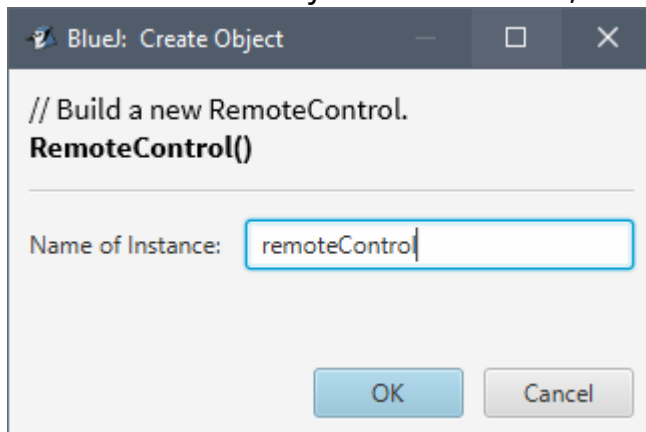 BlueJ: Create Object
// Build a new RemoteControl.
RemoteControl()
Name of Instance: remoteControl
OK Cancel